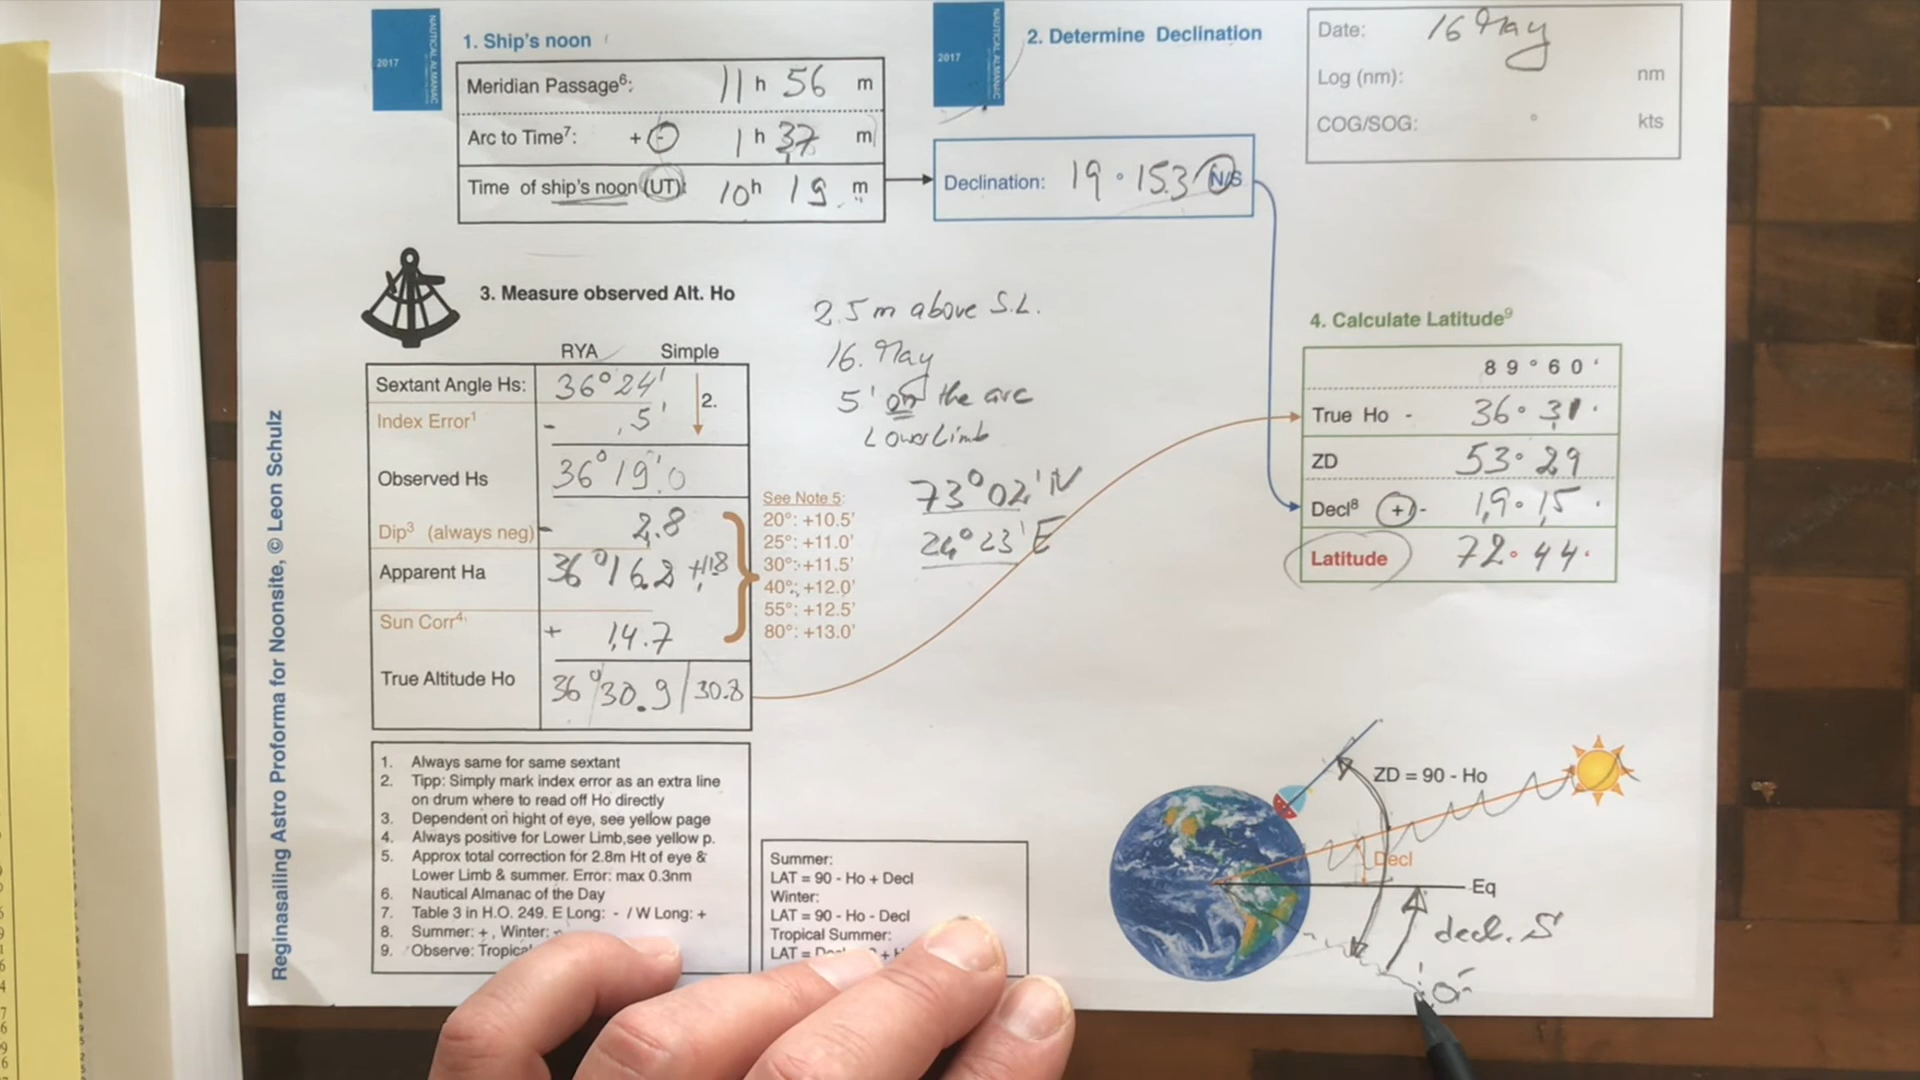 2017
NAUTICAL ALMANAC
1. Ship's noon
Meridian Passage⁶: 11 h 56 m
Arc to Time⁷: + - 1 h 37 m
Time of ship's noon (UT): 10 h 19 m
2017
NAUTICAL ALMANAC
2. Determine Declination
Declination: 19° 15.3' N/S
Date: 16 May
Log (nm): nm
COG/SOG: ° kts
3. Measure observed Alt. Ho
RYA Simple
Sextant Angle Hs: 36°24'
2.
Index Error¹ - 5'
Observed Hs 36°19'.0
Dip³ (always neg) - 2.8
Apparent Ha 36°16.2 +11.8
Sun Corr⁴ + 14.7
True Altitude Ho 36°30.9/30.8
See Note 5:
20°: +10.5'
25°: +11.0'
30°: +11.5'
40°: +12.0'
55°: +12.5'
80°: +13.0'
2.5 m above S.L.
16. May
5' on the arc
Lower Limb
73°02'N
24°23'E
4. Calculate Latitude⁹
89°60'
True Ho - 36° 31'
ZD 53° 29
Decl⁸ + - 19° 15'
Latitude 72° 44'
Reginasailing Astro Proforma for Noonsite, © Leon Schulz
1. Always same for same sextant
2. Tipp: Simply mark index error as an extra line
on drum where to read off Ho directly
3. Dependent on hight of eye, see yellow page
4. Always positive for Lower Limb,see yellow p.
5. Approx total correction for 2.8m Ht of eye &
Lower Limb & summer. Error: max 0.3nm
6. Nautical Almanac of the Day
7. Table 3 in H.O. 249. E Long: - / W Long: +
8. Summer: + , Winter: -
9. Observe:
Summer:
LAT = 90 - Ho + Decl
Winter:
LAT = 90 - Ho - Decl
Tropical Summer:
LAT =
ZD = 90 - Ho
Decl
Eq
decl. S